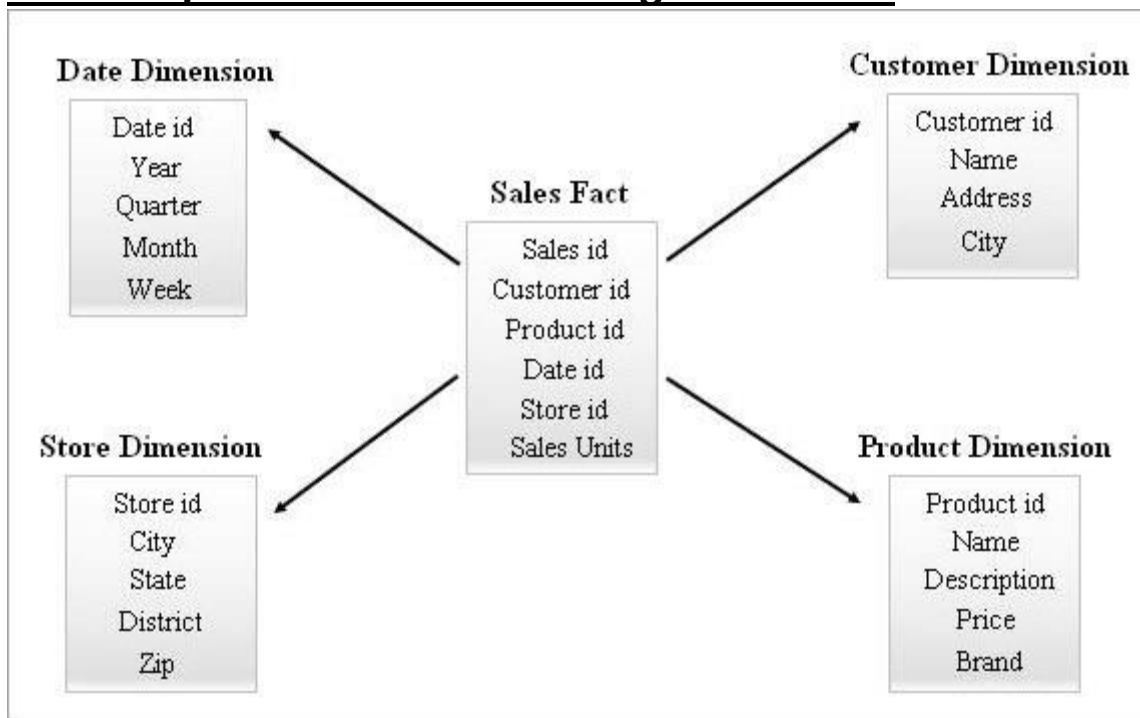 Date Dimension
Date id
Year
Quarter
Month
Week
Customer Dimension
Customer id
Name
Address
City
Sales Fact
Sales id
Customer id
Product id
Date id
Store id
Sales Units
Store Dimension
Store id
City
State
District
Zip
Product Dimension
Product id
Name
Description
Price
Brand